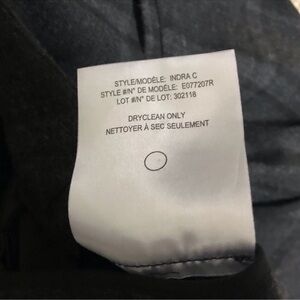 STYLE/MODÈLE: INDRA C
STYLE #/N° DE MODÈLE: E077207R
LOT #/N° DE LOT: 302118
DRYCLEAN ONLY
NETTOYER À SEC SEULEMENT